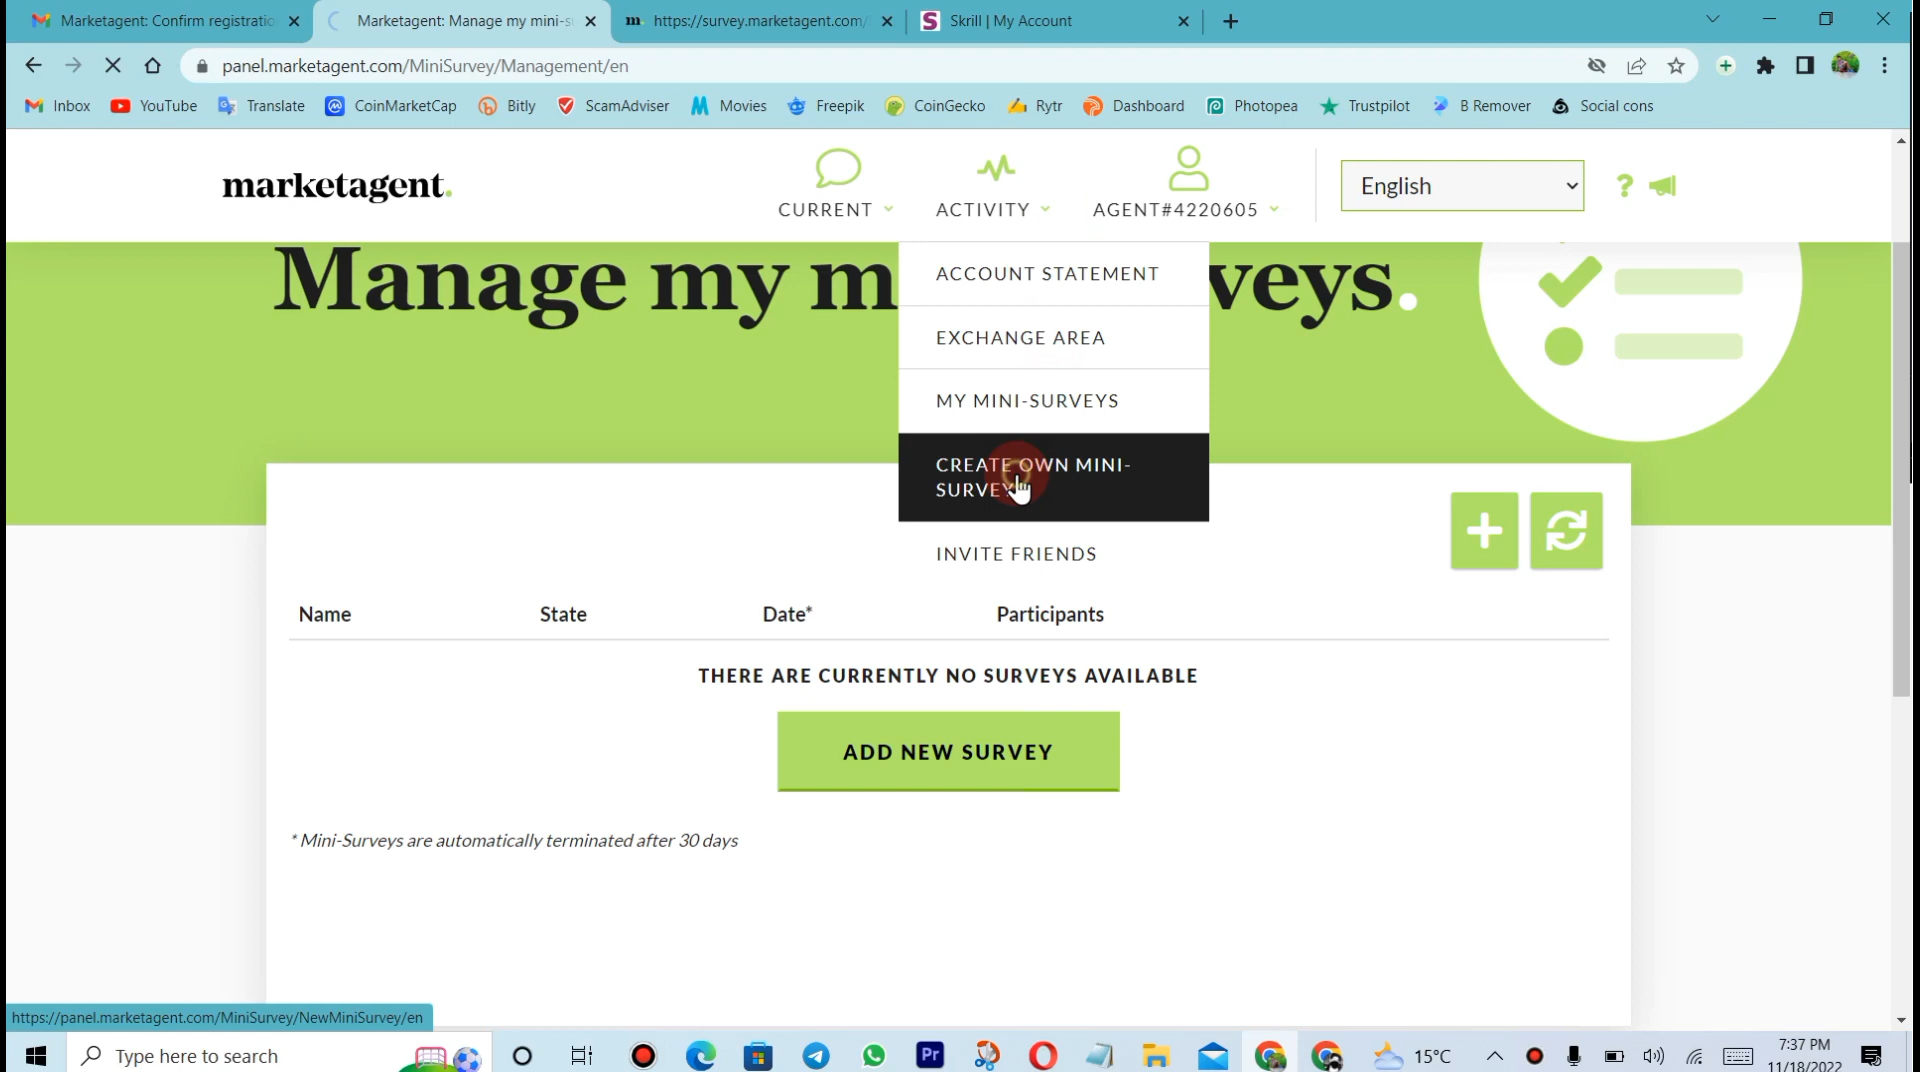 Marketagent: Confirm registratio
Marketagent: Manage my mini-s
m. https://survey.marketagent.com/
S Skrill | My Account
panel.marketagent.com/MiniSurvey/Management/en
Inbox YouTube Translate CoinMarketCap Bitly ScamAdviser Movies Freepik CoinGecko Rytr Dashboard Photopea Trustpilot B Remover Social cons
marketagent.
CURRENT ACTIVITY AGENT#4220605 English ?
Manage my m veys.
ACCOUNT STATEMENT
EXCHANGE AREA
MY MINI-SURVEYS
CREATE OWN MINI-
SURVEY
INVITE FRIENDS
Name State Date* Participants
THERE ARE CURRENTLY NO SURVEYS AVAILABLE
ADD NEW SURVEY
* Mini-Surveys are automatically terminated after 30 days
https://panel.marketagent.com/MiniSurvey/NewMiniSurvey/en
Type here to search
Pr
15°C
7:37 PM
11/18/2022